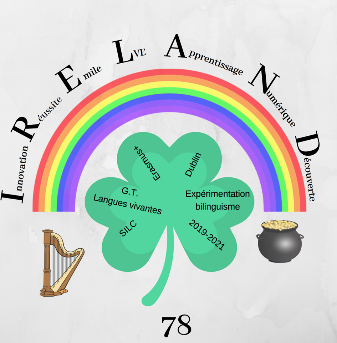 Innovation
Réussite
Emile
LVE
Apprentissage
Numérique
Découverte
Erasmus+
Dublin
G.T.
Langues vivantes
SILC
Expérimentation
bilinguisme
2019-2021
78